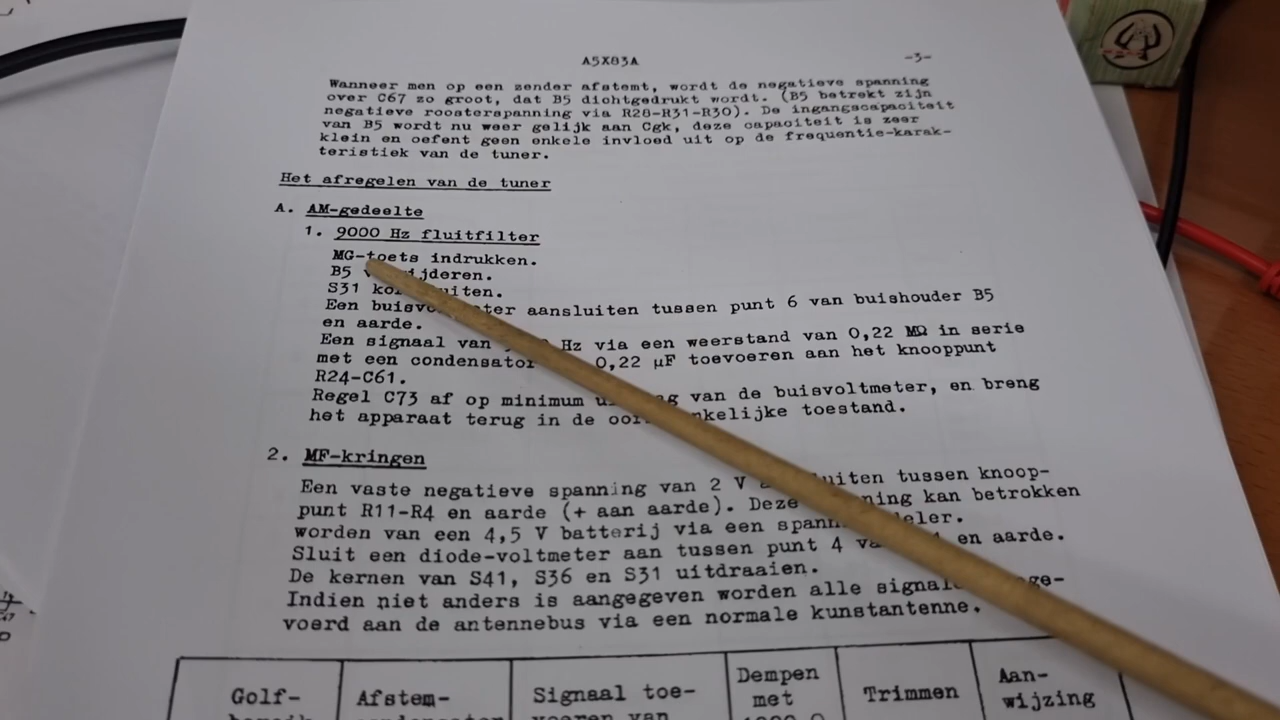 A5X83A
-3-
Wanneer men op een zender afstemt, wordt de negatieve spanning
over C67 zo groot, dat B5 dichtgedrukt wordt. (B5 betrekt zijn
negatieve roosterspanning via R28-R31-R30). De ingangscapaciteit
van B5 wordt nu weer gelijk aan Cgk, deze capaciteit is zeer
klein en oefent geen enkele invloed uit op de frequentie-karak-
teristiek van de tuner.
Het afregelen van de tuner
A. AM-gedeelte
1. 9000 Hz fluitfilter
MG-toets indrukken.
B5
S31
Een aansluiten tussen punt 6 van buishouder B5
en aarde.
Een signaal van Hz via een weerstand van 0,22 MΩ in serie
met een condensator 0,22 µF toevoeren aan het knooppunt
R24-C61.
Regel C73 af op minimum van de buisvoltmeter, en breng
het apparaat terug in de toestand.
2. MF-kringen
Een vaste negatieve spanning van 2 V tussen knoop-
punt R11-R4 en aarde (+ aan aarde). Deze kan betrokken
worden van een 4,5 V batterij via een
Sluit een diode-voltmeter aan tussen punt 4 en aarde.
De kernen van S41, S36 en S31 uitdraaien.
Indien niet anders is aangegeven worden alle
voerd aan de antennebus via een normale kunstantenne.
Golf-
Afstem-
Signaal toe-
Dempen
met
Trimmen
Aan-
wijzing